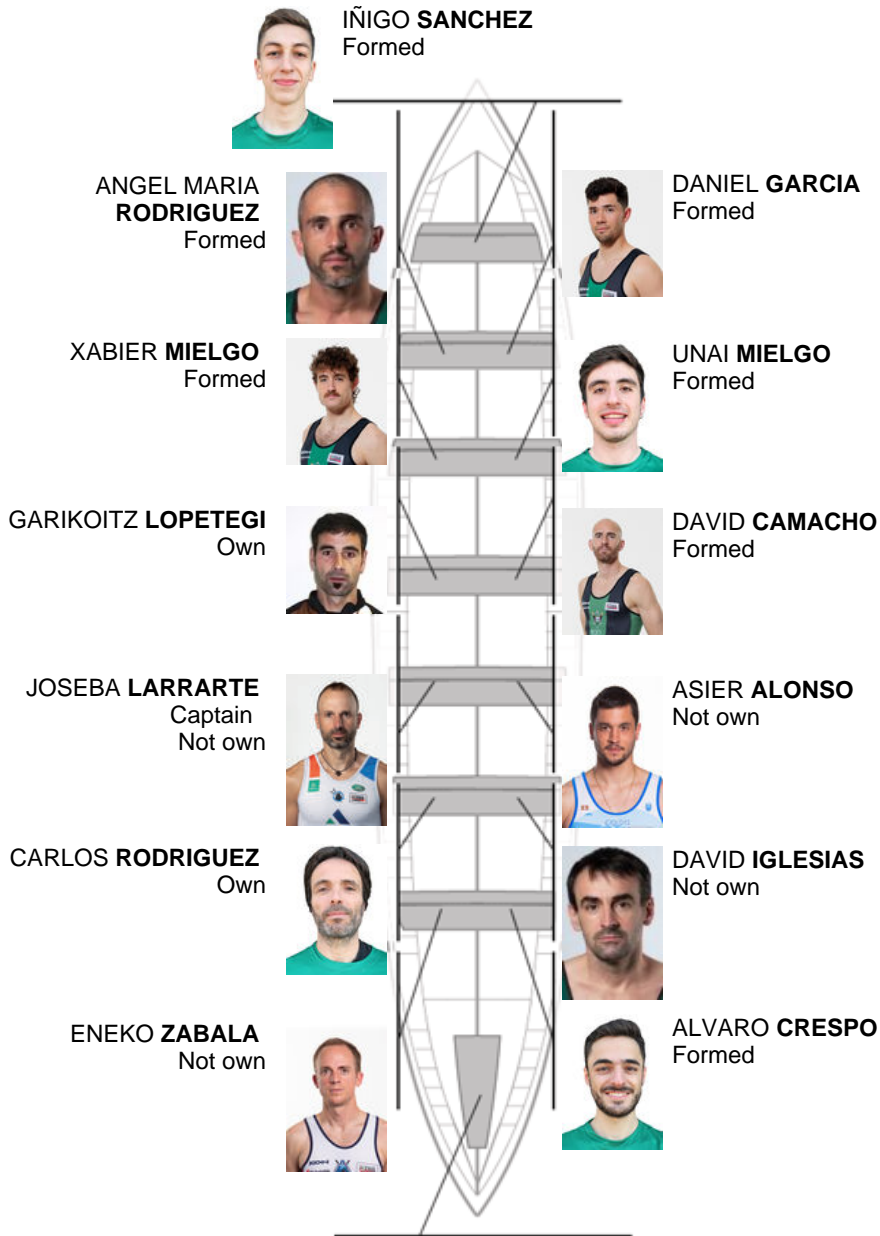 IÑIGO SANCHEZ
Formed
ANGEL MARIA
RODRIGUEZ
Formed
DANIEL GARCIA
Formed
XABIER MIELGO
Formed
UNAI MIELGO
Formed
GARIKOITZ LOPETEGI
Own
DAVID CAMACHO
Formed
JOSEBA LARRARTE
Captain
Not own
ASIER ALONSO
Not own
CARLOS RODRIGUEZ
Own
DAVID IGLESIAS
Not own
ENEKO ZABALA
Not own
ALVARO CRESPO
Formed